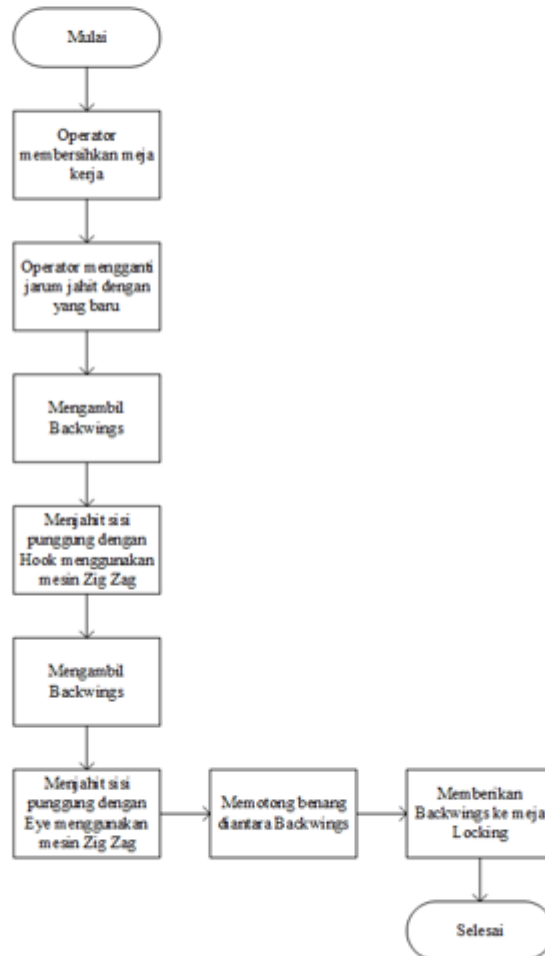 Mulai
Operator
membersihkan meja
kerja
Operator mengganti
jarum jahit dengan
yang baru
Mengambil
Backwings
Menjahit sisi
punggung dengan
Hook menggunakan
mesin Zig Zag
Mengambil
Backwings
Menjahit sisi
punggung dengan
Eye menggunakan
mesin Zig Zag
Memotong benang
diantara Backwings
Memberikan
Backwings ke meja
Locking
Selesai